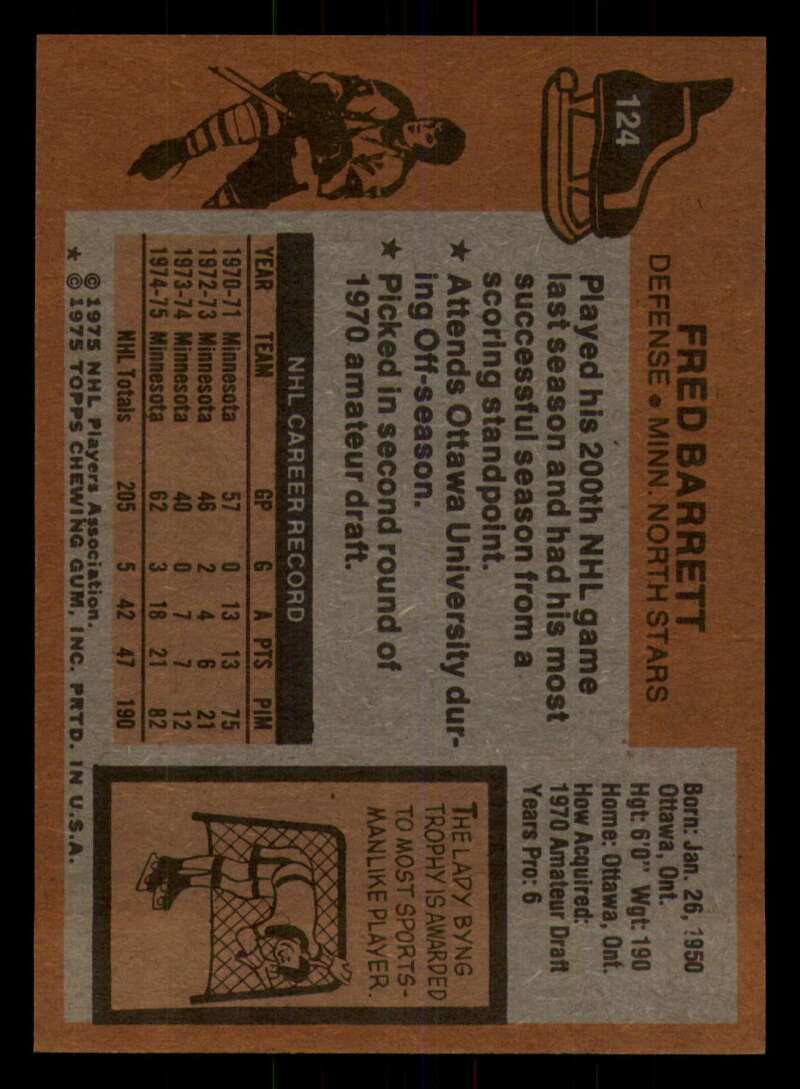 124
FRED BARRETT
DEFENSE • MINN. NORTH STARS
Played his 200th NHL game
last season and had his most
successful season from a
scoring standpoint.
★ Attends Ottawa University dur-
ing Off-season.
★ Picked in second round of
1970 amateur draft.
NHL CAREER RECORD
YEAR TEAM GP G A PTS PIM
1970-71 Minnesota 57 0 13 13 75
1972-73 Minnesota 46 2 4 6 21
1973-74 Minnesota 40 0 7 7 12
1974-75 Minnesota 62 3 18 21 82
NHL Totals 205 5 42 47 190
© 1975 NHL Players Association.
★ © 1975 TOPPS CHEWING GUM, INC. PRTD. IN U.S.A.
Born: Jan. 26, 1950
Ottawa, Ont.
Hgt: 6'0" Wgt: 190
Home: Ottawa, Ont.
How Acquired:
1970 Amateur Draft
Years Pro: 6
THE LADY BYNG
TROPHY IS AWARDED
TO MOST SPORTS-
MANLIKE PLAYER.